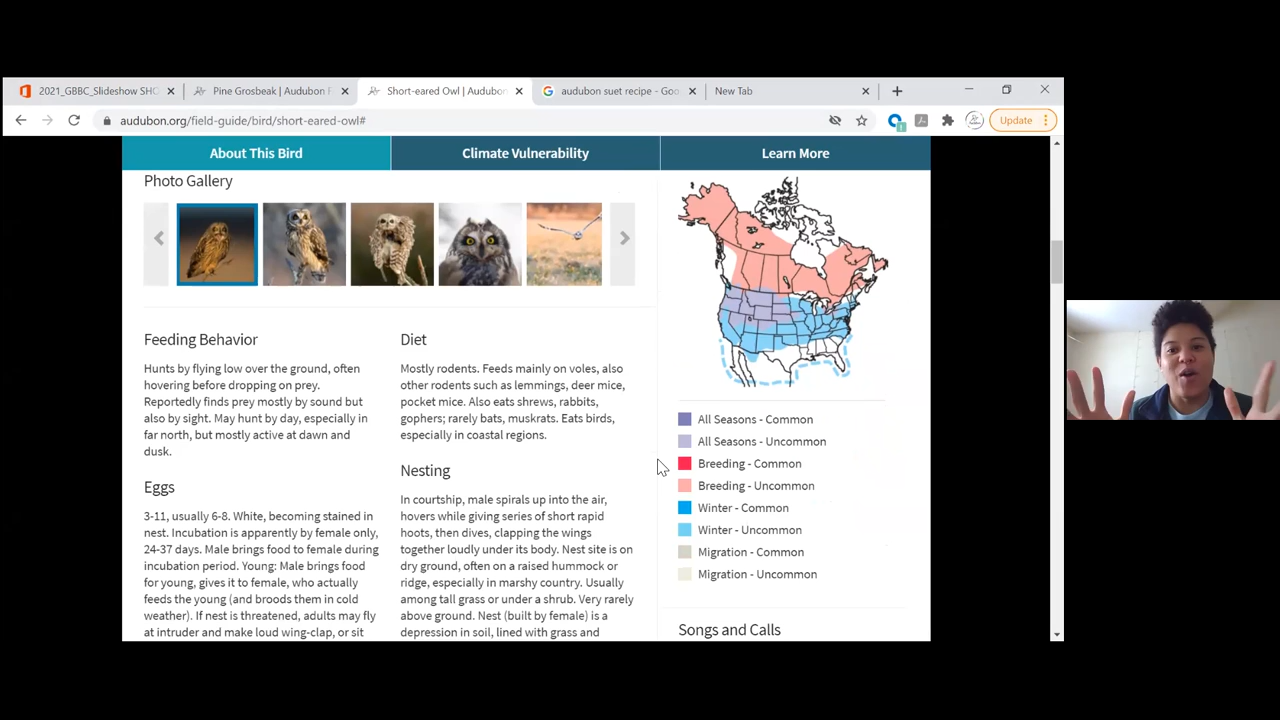 2021_GBBC_Slideshow SHO
Pine Grosbeak | Audubon F
Short-eared Owl | Audubon
audubon suet recipe - Goo
New Tab
audubon.org/field-guide/bird/short-eared-owl#
Update
About This Bird
Climate Vulnerability
Learn More
Photo Gallery
Feeding Behavior
Hunts by flying low over the ground, often
hovering before dropping on prey.
Reportedly finds prey mostly by sound but
also by sight. May hunt by day, especially in
far north, but mostly active at dawn and
dusk.
Eggs
3-11, usually 6-8. White, becoming stained in
nest. Incubation is apparently by female only,
24-37 days. Male brings food to female during
incubation period. Young: Male brings food
for young, gives it to female, who actually
feeds the young (and broods them in cold
weather). If nest is threatened, adults may fly
at intruder and make loud wing-clap, or sit
Diet
Mostly rodents. Feeds mainly on voles, also
other rodents such as lemmings, deer mice,
pocket mice. Also eats shrews, rabbits,
gophers; rarely bats, muskrats. Eats birds,
especially in coastal regions.
Nesting
In courtship, male spirals up into the air,
hovers while giving series of short rapid
hoots, then dives, clapping the wings
together loudly under its body. Nest site is on
dry ground, often on a raised hummock or
ridge, especially in marshy country. Usually
among tall grass or under a shrub. Very rarely
above ground. Nest (built by female) is a
depression in soil, lined with grass and
All Seasons - Common
All Seasons - Uncommon
Breeding - Common
Breeding - Uncommon
Winter - Common
Winter - Uncommon
Migration - Common
Migration - Uncommon
Songs and Calls